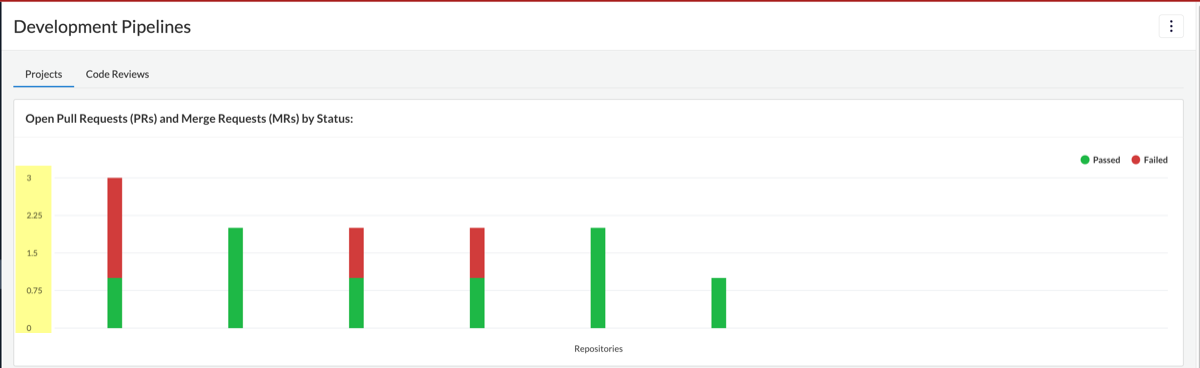 Development Pipelines
Projects Code Reviews
Open Pull Requests (PRs) and Merge Requests (MRs) by Status:
Passed Failed
3
2.25
1.5
0.75
0
Repositories